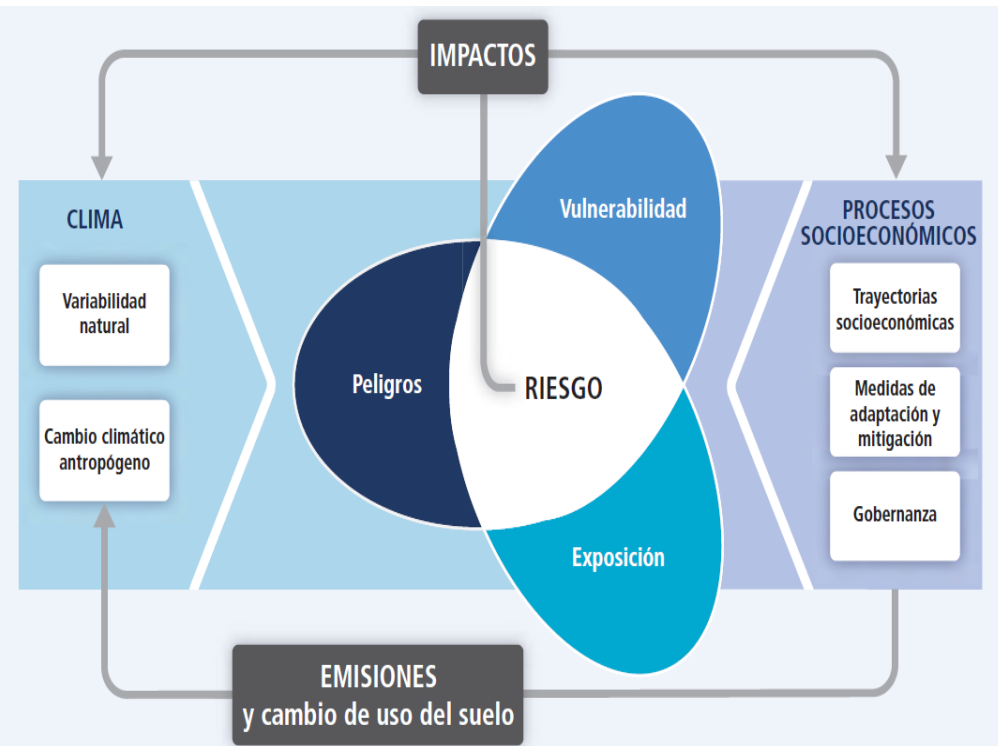 IMPACTOS
CLIMA
Variabilidad
natural
Cambio climático
antropógeno
Peligros
Vulnerabilidad
RIESGO
Exposición
PROCESOS
SOCIOECONÓMICOS
Trayectorias
socioeconómicas
Medidas de
adaptación y
mitigación
Gobernanza
EMISIONES
y cambio de uso del suelo